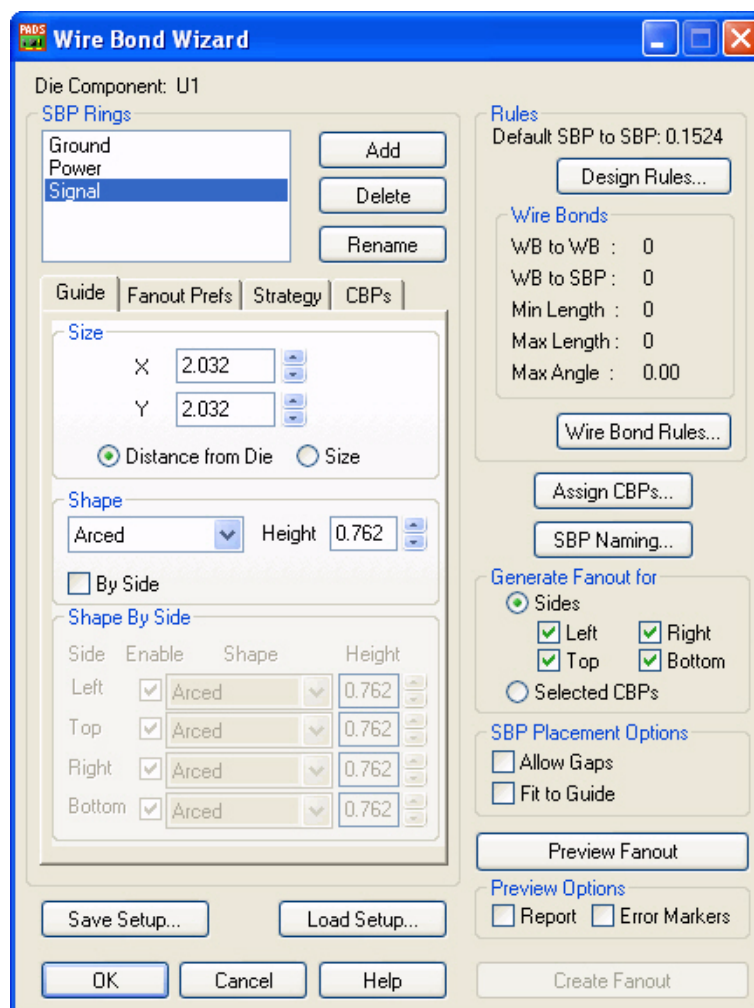 PADS
Wire Bond Wizard
Die Component: U1
SBP Rings
Ground
Power
Signal
Add
Delete
Rename
Guide Fanout Prefs Strategy CBPs
Size
X 2.032
Y 2.032
Distance from Die Size
Shape
Arced Height 0.762
By Side
Shape By Side
Side Enable Shape Height
Left Arced 0.762
Top Arced 0.762
Right Arced 0.762
Bottom Arced 0.762
Save Setup... Load Setup...
OK Cancel Help
Rules
Default SBP to SBP: 0.1524
Design Rules...
Wire Bonds
WB to WB : 0
WB to SBP : 0
Min Length : 0
Max Length : 0
Max Angle : 0.00
Wire Bond Rules...
Assign CBPs...
SBP Naming...
Generate Fanout for
Sides
Left Right
Top Bottom
Selected CBPs
SBP Placement Options
Allow Gaps
Fit to Guide
Preview Fanout
Preview Options
Report Error Markers
Create Fanout